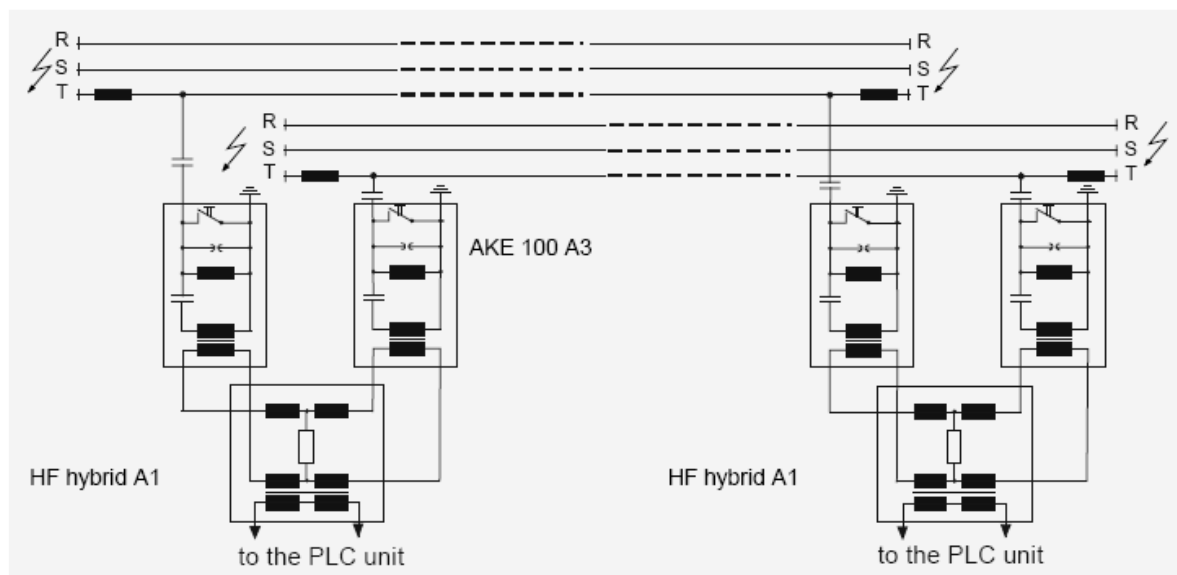 R R
S S
T T
R R
S S
T T
AKE 100 A3
HF hybrid A1 HF hybrid A1
to the PLC unit to the PLC unit